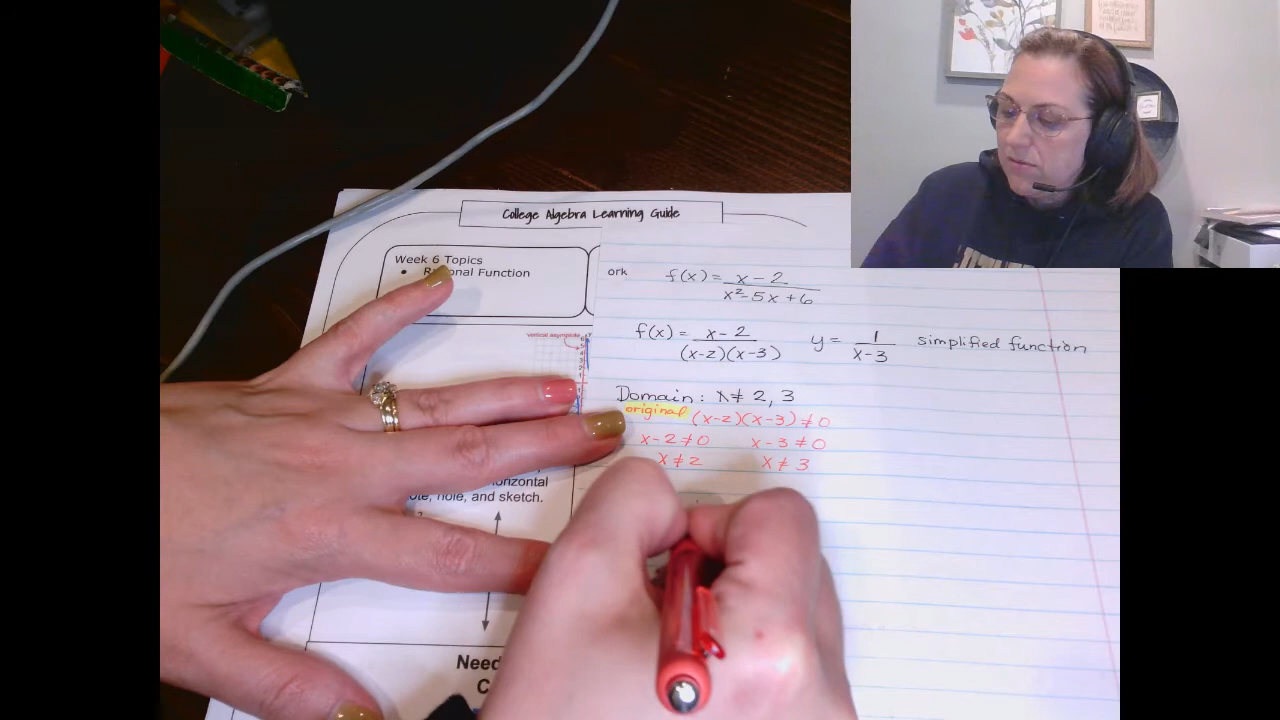 College Algebra Learning Guide
Week 6 Topics
Rational Function
ork
f(x) = x-2 / x²-5x+6
vertical asymptote
f(x) = x-2 / (x-2)(x-3)    y = 1 / x-3    simplified function
Domain: x ≠ 2, 3
original (x-2)(x-3) ≠ 0
x-2 ≠ 0    x-3 ≠ 0
x ≠ 2    x ≠ 3
hole, and sketch.
Need